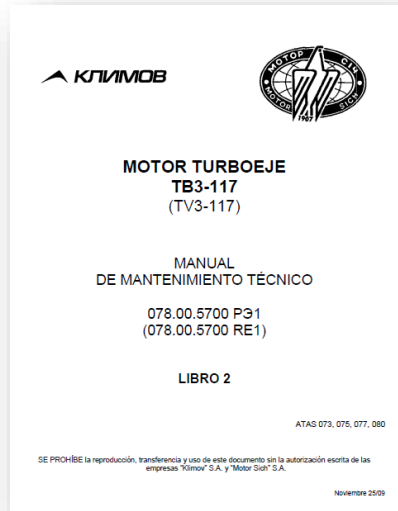 КЛИМОВ
МОТОР СІЧ
MOTOR SICH
1907
MOTOR TURBOEJE
ТВ3-117
(TV3-117)
MANUAL
DE MANTENIMIENTO TÉCNICO
078.00.5700 РЭ1
(078.00.5700 RE1)
LIBRO 2
ATAS 073, 075, 077, 080
SE PROHÍBE la reproducción, transferencia y uso de este documento sin la autorización escrita de las
empresas "Klimov" S.A. y "Motor Sich" S.A.
Noviembre 25/09